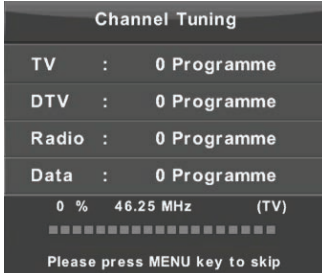 Channel Tuning
TV : 0 Programme
DTV : 0 Programme
Radio : 0 Programme
Data : 0 Programme
0 % 46.25 MHz (TV)
Please press MENU key to skip